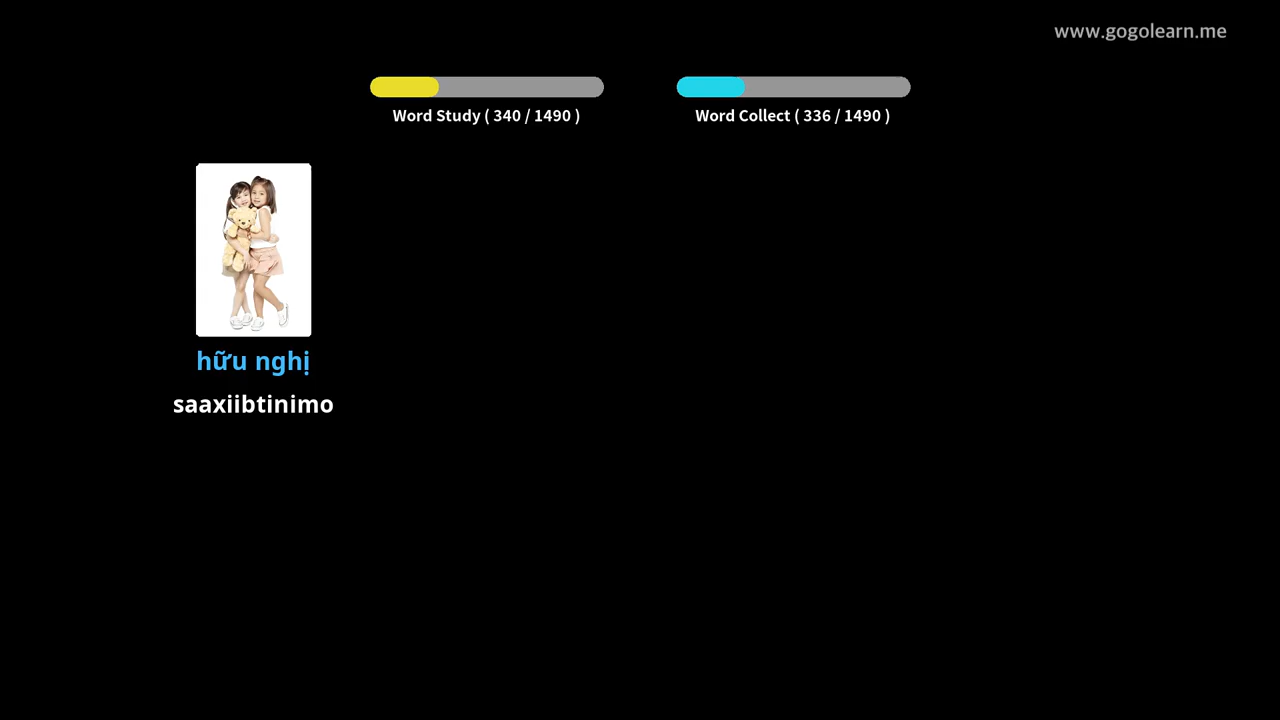 www.gogolearn.me
Word Study ( 340 / 1490 )
Word Collect ( 336 / 1490 )
hữu nghị
saaxiibtinimo